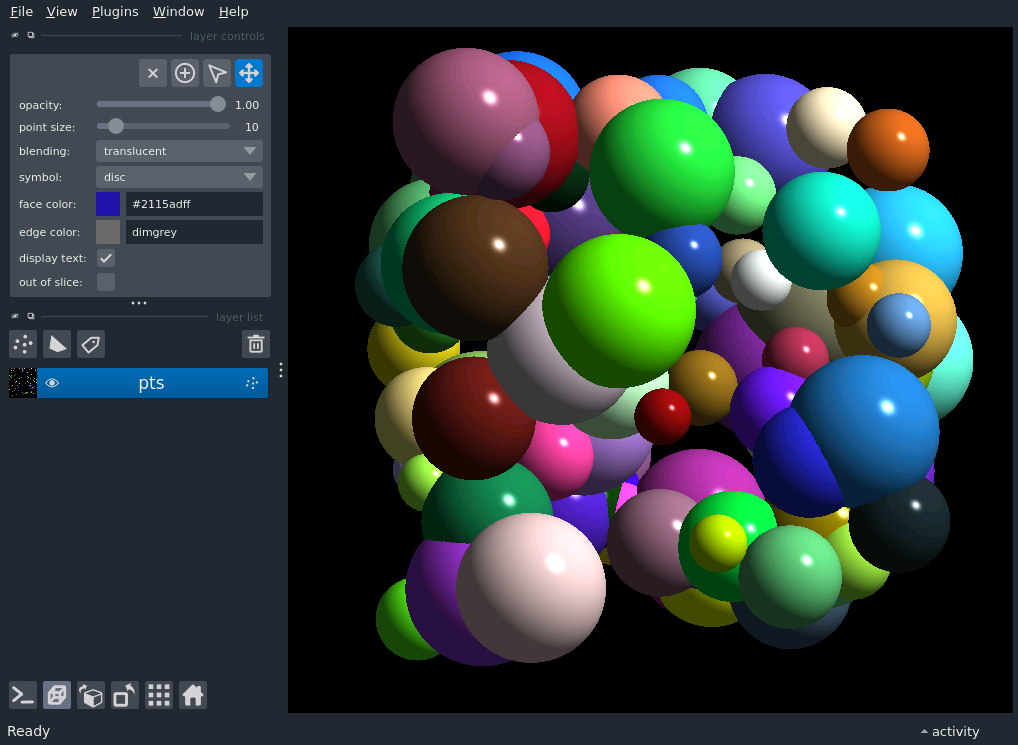 File View Plugins Window Help
layer controls
opacity: 1.00
point size: 10
blending: translucent
symbol: disc
face color: #2115adff
edge color: dimgrey
display text:
out of slice:
layer list
pts
Ready
activity